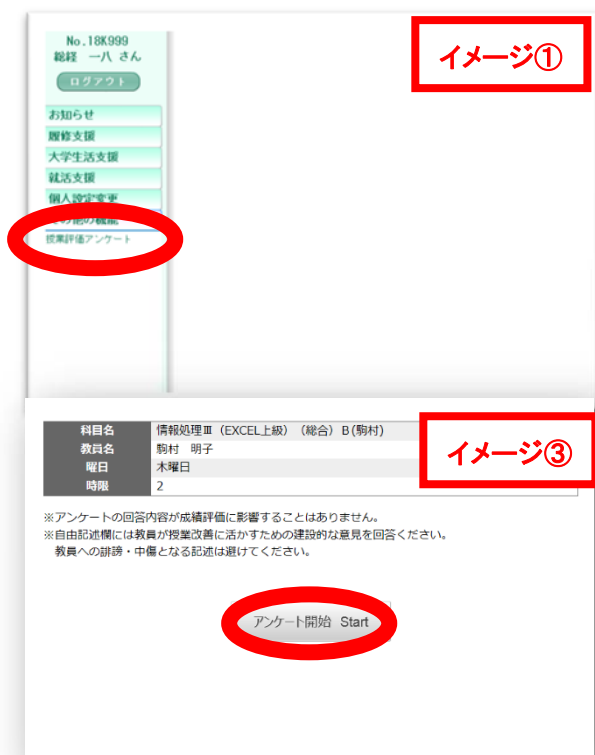 No.18K999
総経 一八 さん
ログアウト
イメージ①
お知らせ
履修支援
大学生活支援
就活支援
個人設定変更
その他の機能
授業評価アンケート
科目名 情報処理Ⅲ（EXCEL上級）（総合）B(駒村)
教員名 駒村 明子
曜日 木曜日
時限 2
イメージ③
※アンケートの回答内容が成績評価に影響することはありません。
※自由記述欄には教員が授業改善に活かすための建設的な意見を回答ください。
教員への誹謗・中傷となる記述は避けてください。
アンケート開始 Start